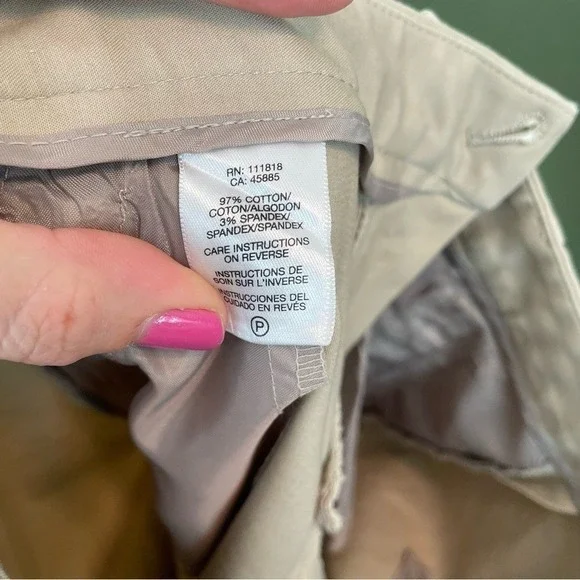 RN: 111818
CA: 45885
97% COTTON/
COTON/ALGODON
3% SPANDEX/
SPANDEX/SPANDEX
CARE INSTRUCTIONS
ON REVERSE
INSTRUCTIONS DE
SOIN SUR L'INVERSE
INSTRUCCIONES DEL
CUIDADO EN REVÉS
P